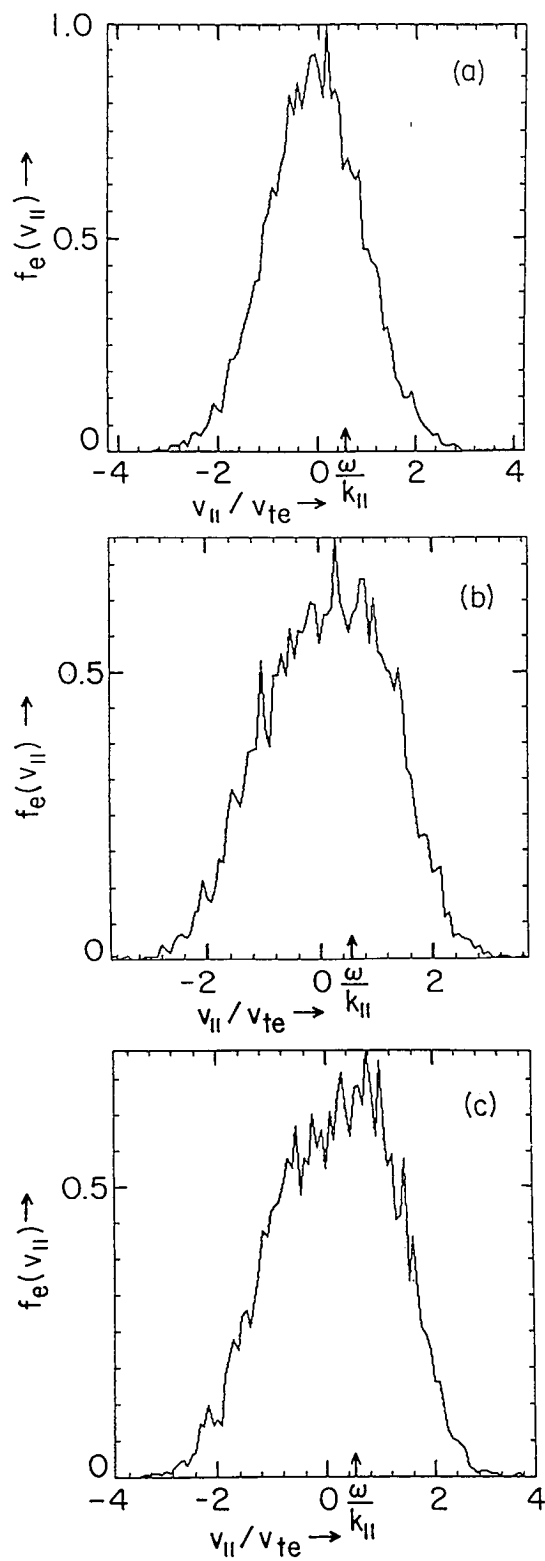 1.0
(a)
0.5
f_e(v_||) →
0
-4 -2 0 ω/k_|| 2 4
v_|| / v_te →
(b)
0.5
f_e(v_||) →
0
-2 0 ω/k_|| 2
v_|| / v_te →
(c)
0.5
f_e(v_||) →
0
-4 -2 0 ω/k_|| 2 4
v_|| / v_te →